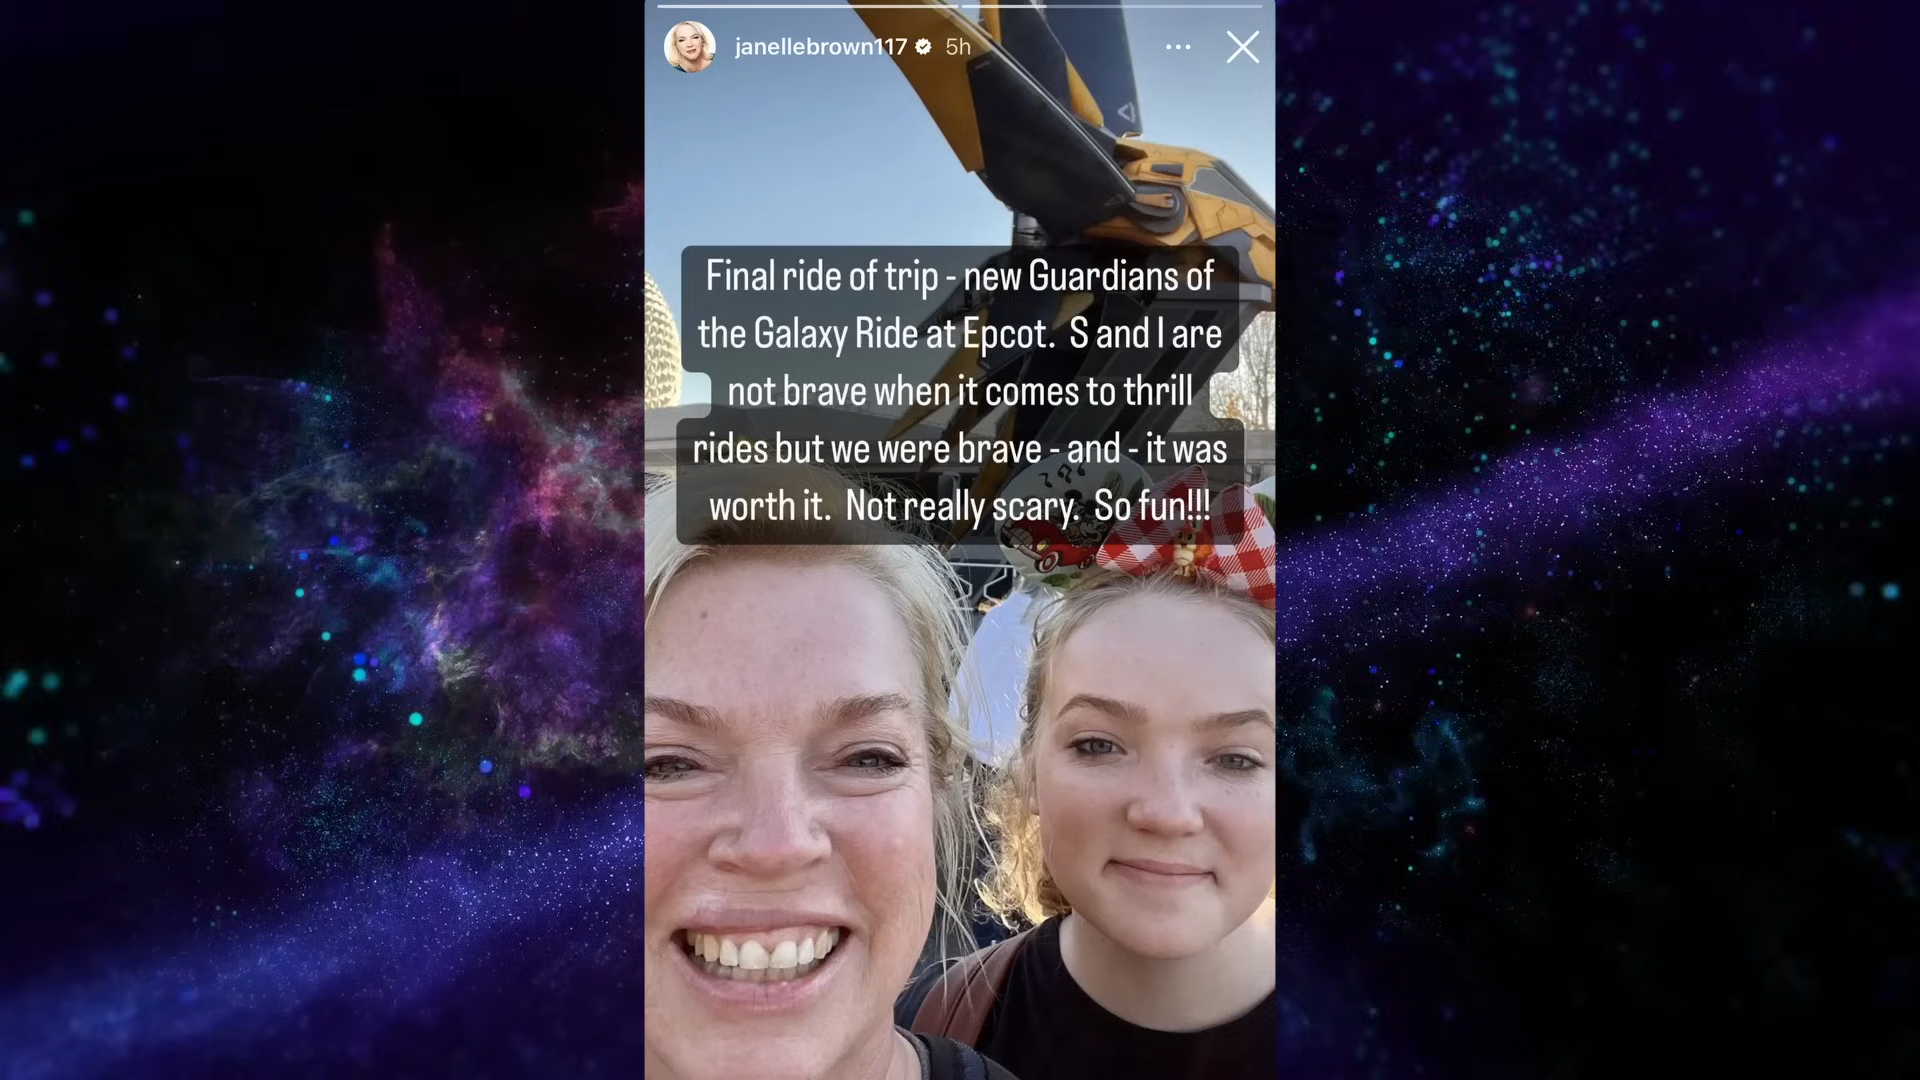 janellebrown117 5h
Final ride of trip - new Guardians of
the Galaxy Ride at Epcot.  S and I are
not brave when it comes to thrill
rides but we were brave - and - it was
worth it.  Not really scary.  So fun!!!